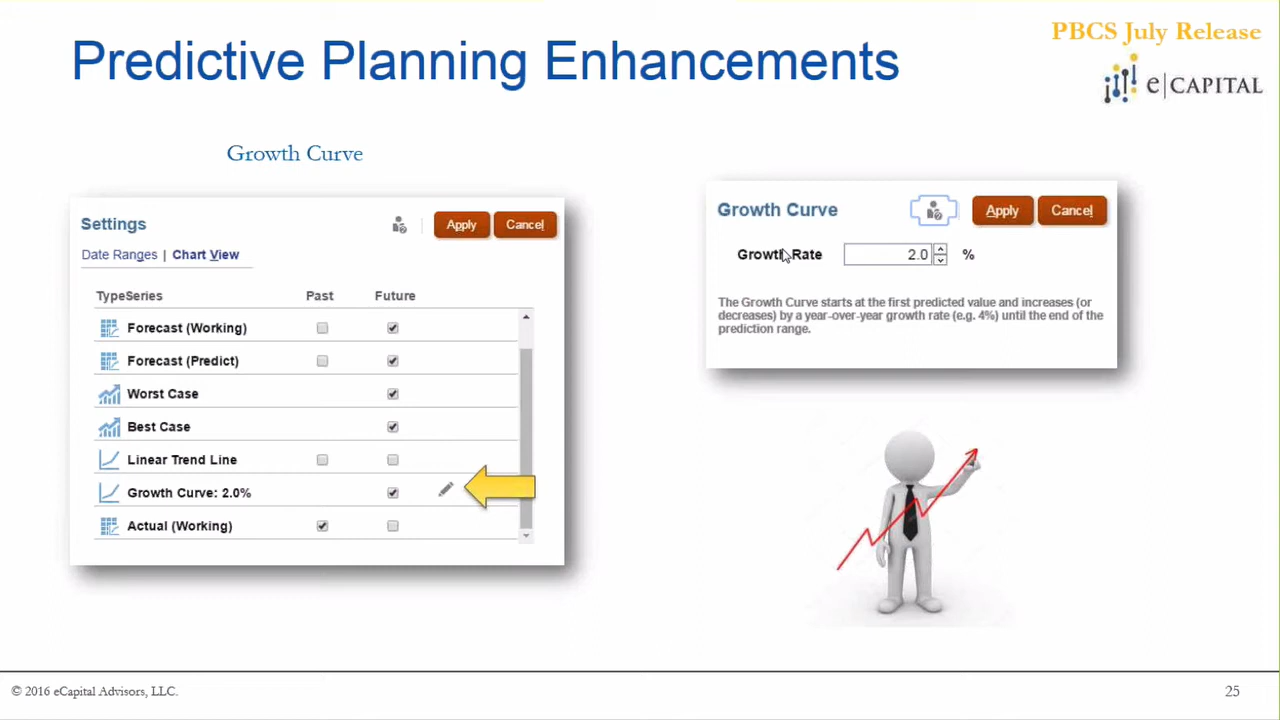 PBCS July Release
Predictive Planning Enhancements
e|CAPITAL
Growth Curve
Settings
Apply
Cancel
Date Ranges | Chart View
TypeSeries Past Future
Forecast (Working)
Forecast (Predict)
Worst Case
Best Case
Linear Trend Line
Growth Curve: 2.0%
Actual (Working)
Growth Curve
Apply
Cancel
Growth Rate 2.0 %
The Growth Curve starts at the first predicted value and increases (or
decreases) by a year-over-year growth rate (e.g. 4%) until the end of the
prediction range.
© 2016 eCapital Advisors, LLC.
25